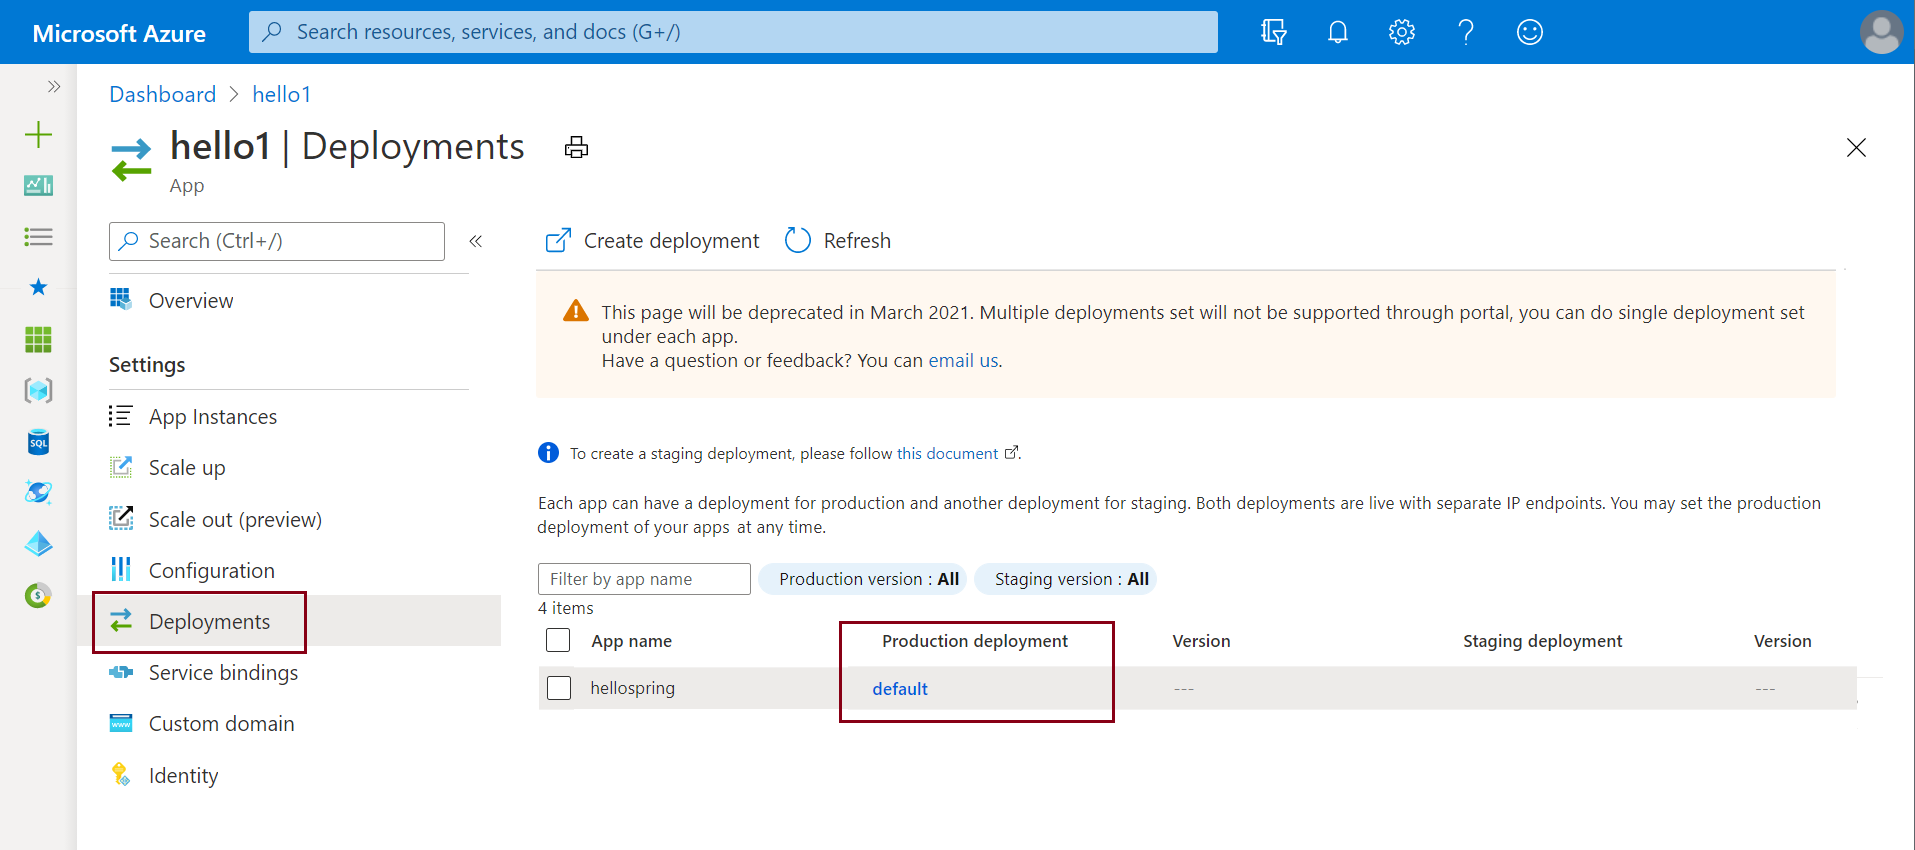 Microsoft Azure
Search resources, services, and docs (G+/)
Dashboard > hello1
hello1 | Deployments
App
Search (Ctrl+/)
Overview
Settings
App Instances
Scale up
Scale out (preview)
Configuration
Deployments
Service bindings
Custom domain
Identity
Create deployment
Refresh
This page will be deprecated in March 2021. Multiple deployments set will not be supported through portal, you can do single deployment set
under each app.
Have a question or feedback? You can email us.
To create a staging deployment, please follow this document.
Each app can have a deployment for production and another deployment for staging. Both deployments are live with separate IP endpoints. You may set the production
deployment of your apps at any time.
Filter by app name
Production version : All
Staging version : All
4 items
App name Production deployment Version Staging deployment Version
hellospring default --- ---
SQL
www
$